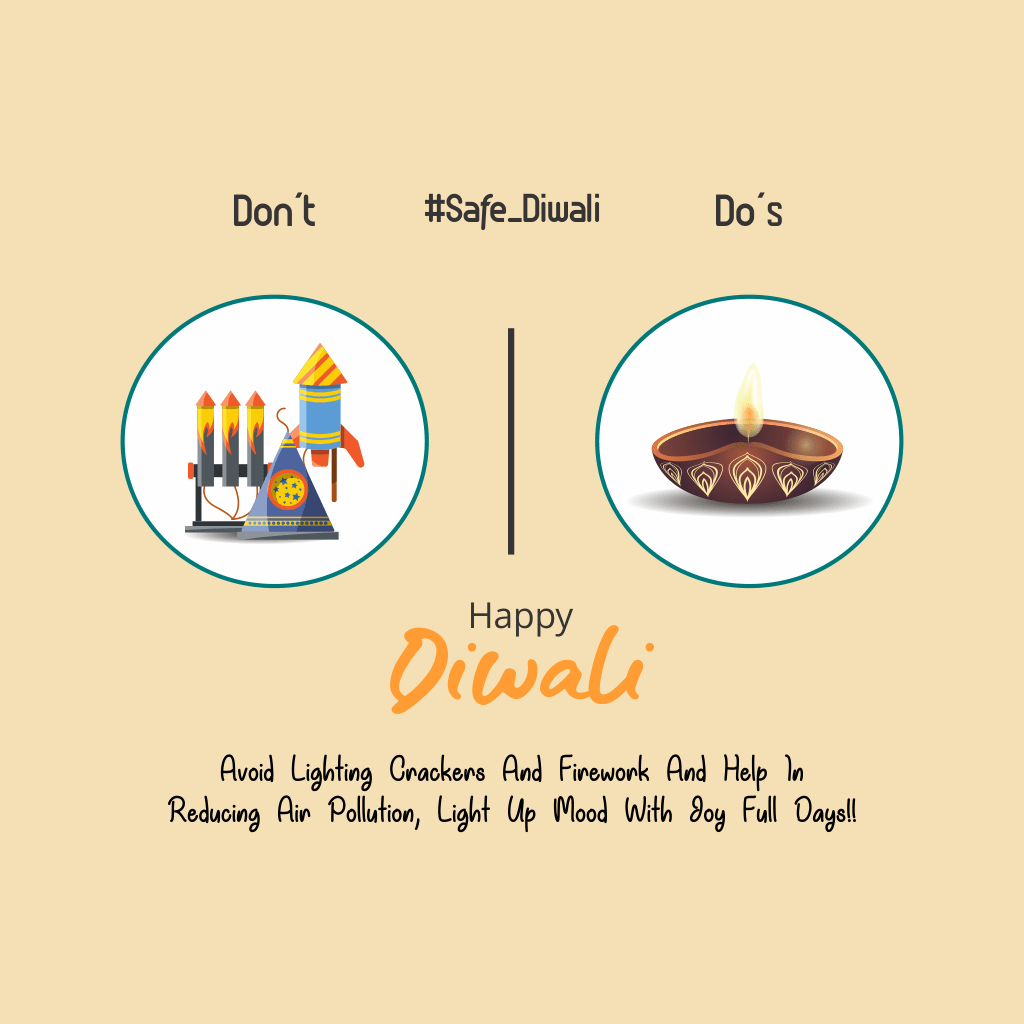 Don't
#Safe_Diwali
Do's
Happy
Diwali
Avoid Lighting Crackers And Firework And Help In
Reducing Air Pollution, Light Up Mood With Joy Full Days!!